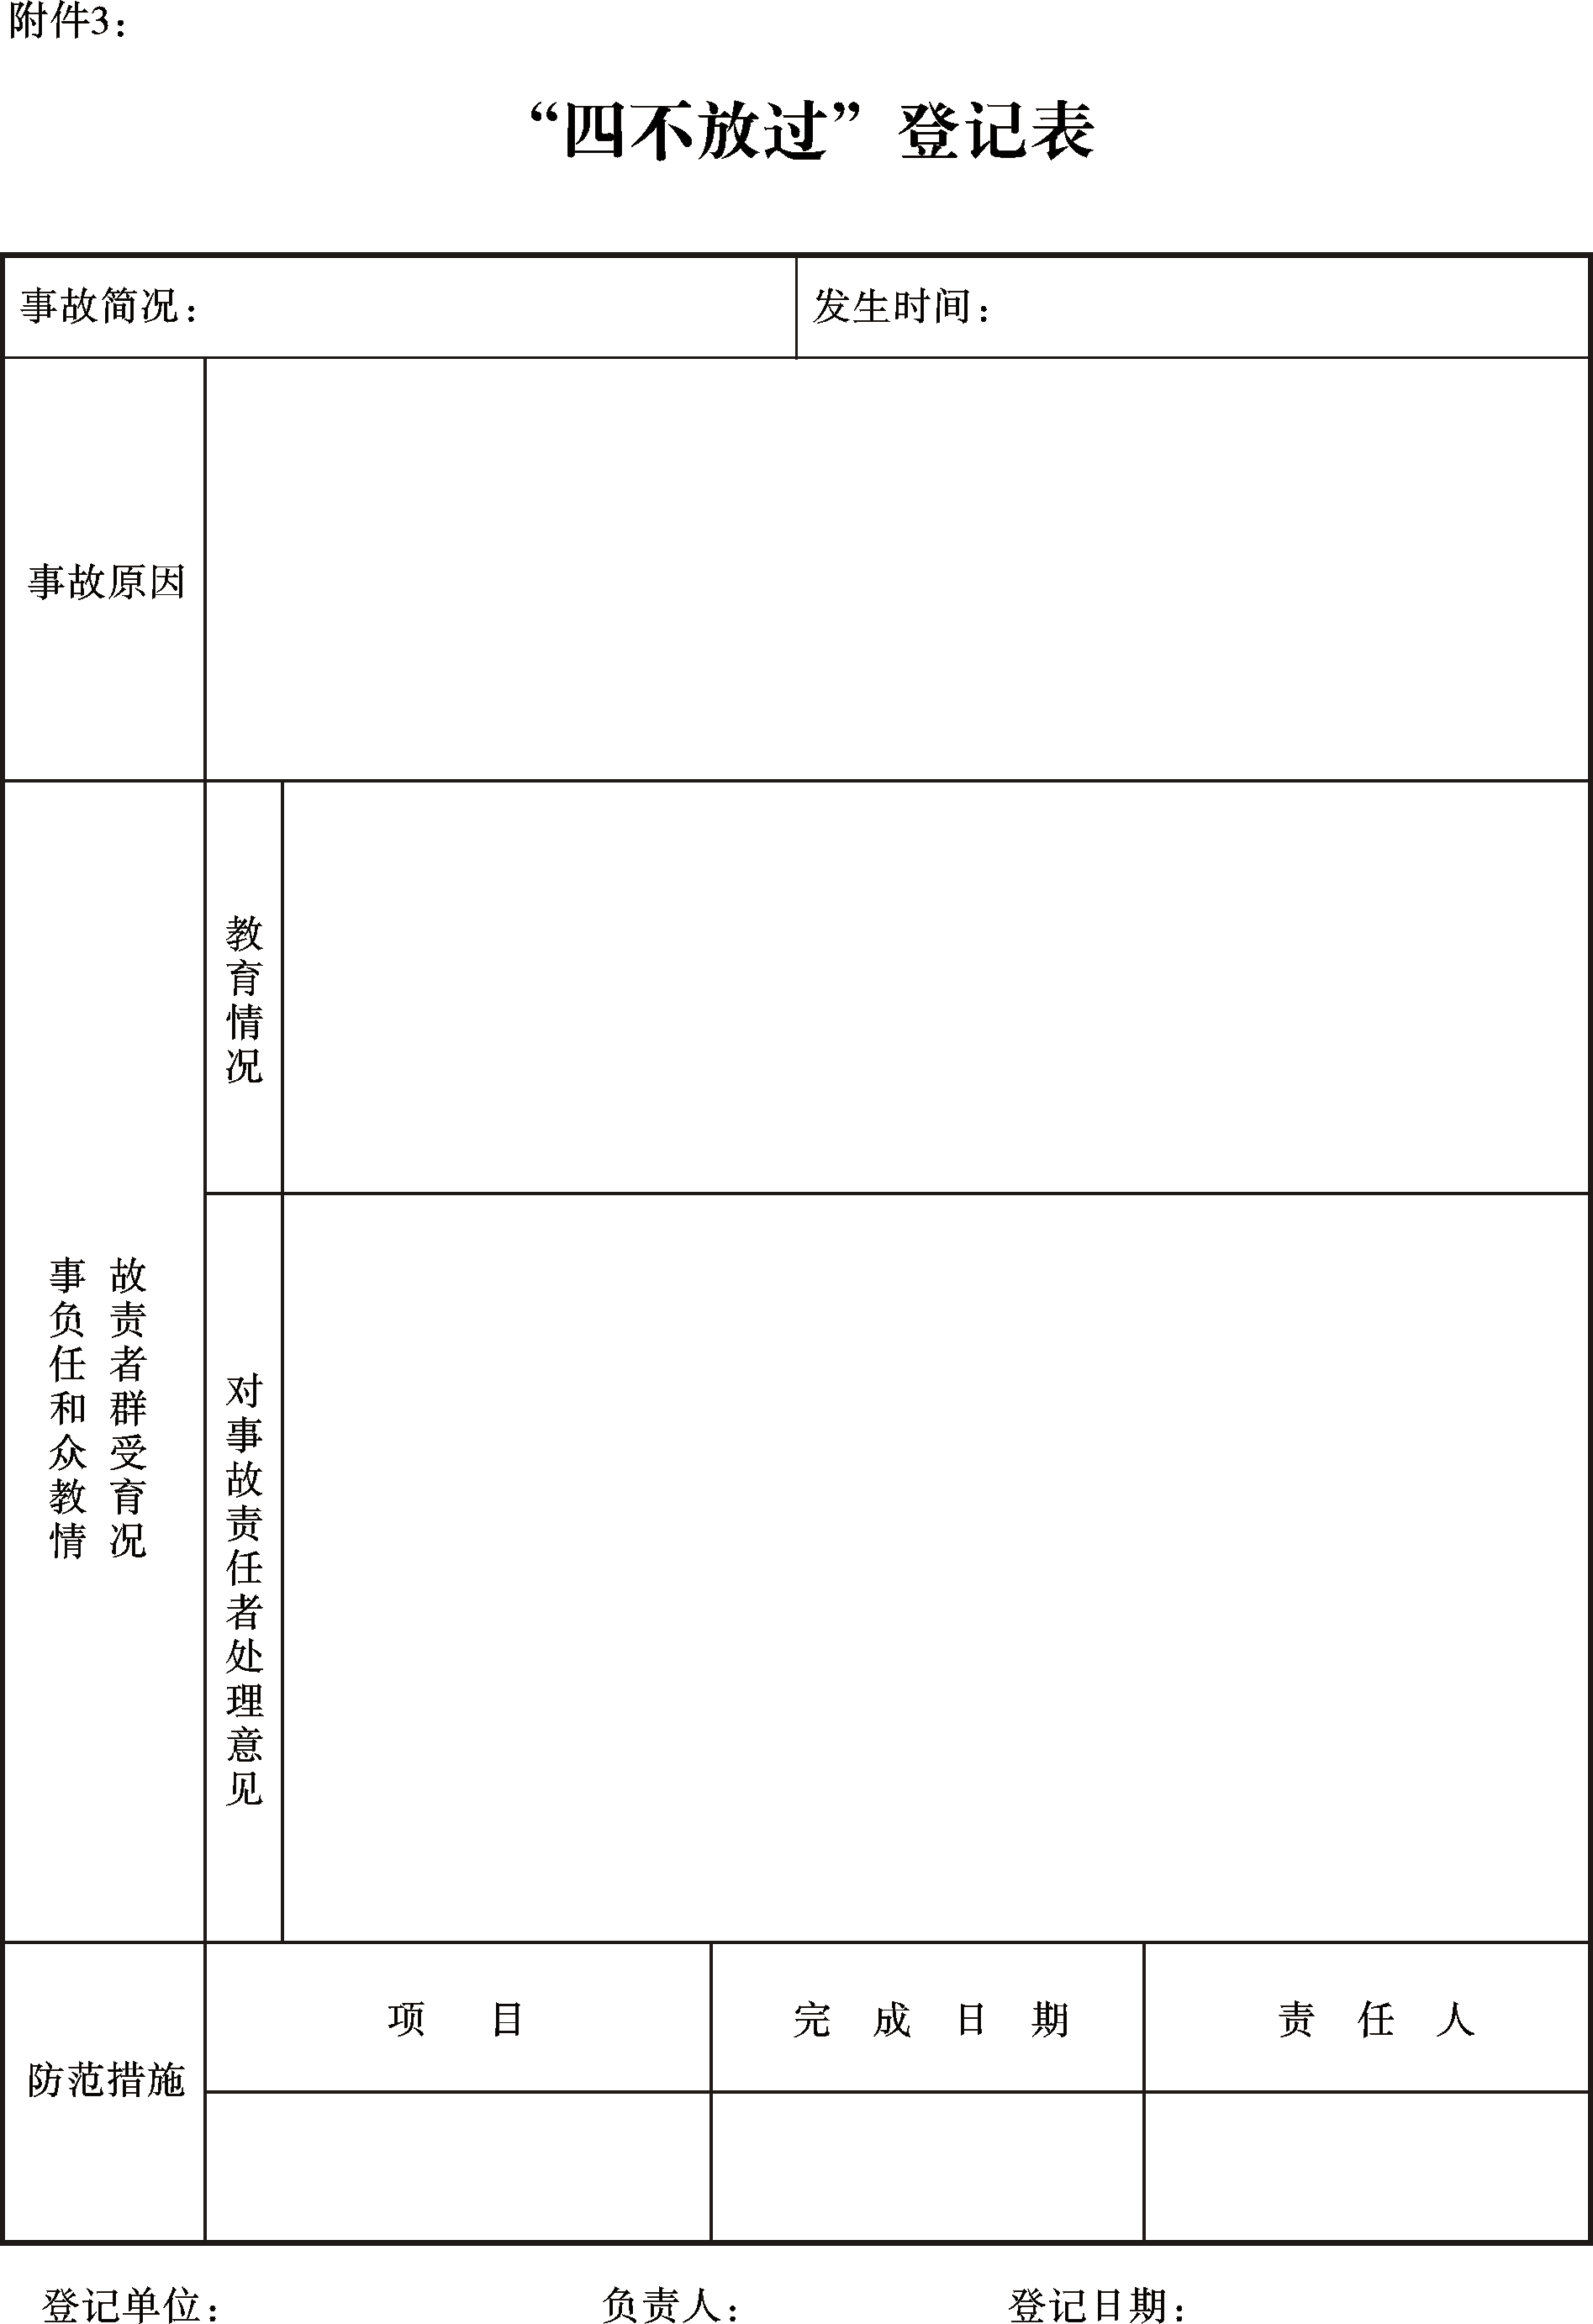 附件3：
“四不放过”登记表
事故简况：
发生时间：
事故原因
教育情况
事故
负责
任者
和群
众受
教育
情况
对事故责任者处理意见
防范措施
项 目
完 成 日 期
责 任 人
登记单位：
负责人：
登记日期：